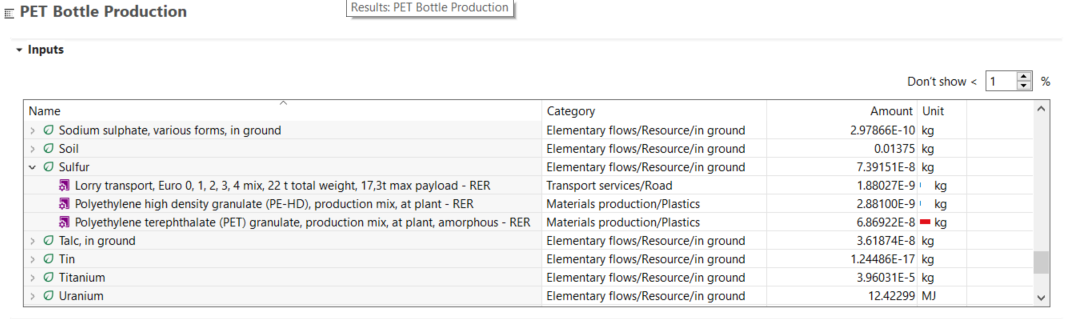 PET Bottle Production
Results: PET Bottle Production
Inputs
Don't show < 1 %
Name Category Amount Unit
Sodium sulphate, various forms, in ground Elementary flows/Resource/in ground 2.97866E-10 kg
Soil Elementary flows/Resource/in ground 0.01375 kg
Sulfur Elementary flows/Resource/in ground 7.39151E-8 kg
Lorry transport, Euro 0, 1, 2, 3, 4 mix, 22 t total weight, 17,3t max payload - RER Transport services/Road 1.88027E-9 kg
Polyethylene high density granulate (PE-HD), production mix, at plant - RER Materials production/Plastics 2.88100E-9 kg
Polyethylene terephthalate (PET) granulate, production mix, at plant, amorphous - RER Materials production/Plastics 6.86922E-8 kg
Talc, in ground Elementary flows/Resource/in ground 3.61874E-8 kg
Tin Elementary flows/Resource/in ground 1.24486E-17 kg
Titanium Elementary flows/Resource/in ground 3.96031E-5 kg
Uranium Elementary flows/Resource/in ground 12.42299 MJ